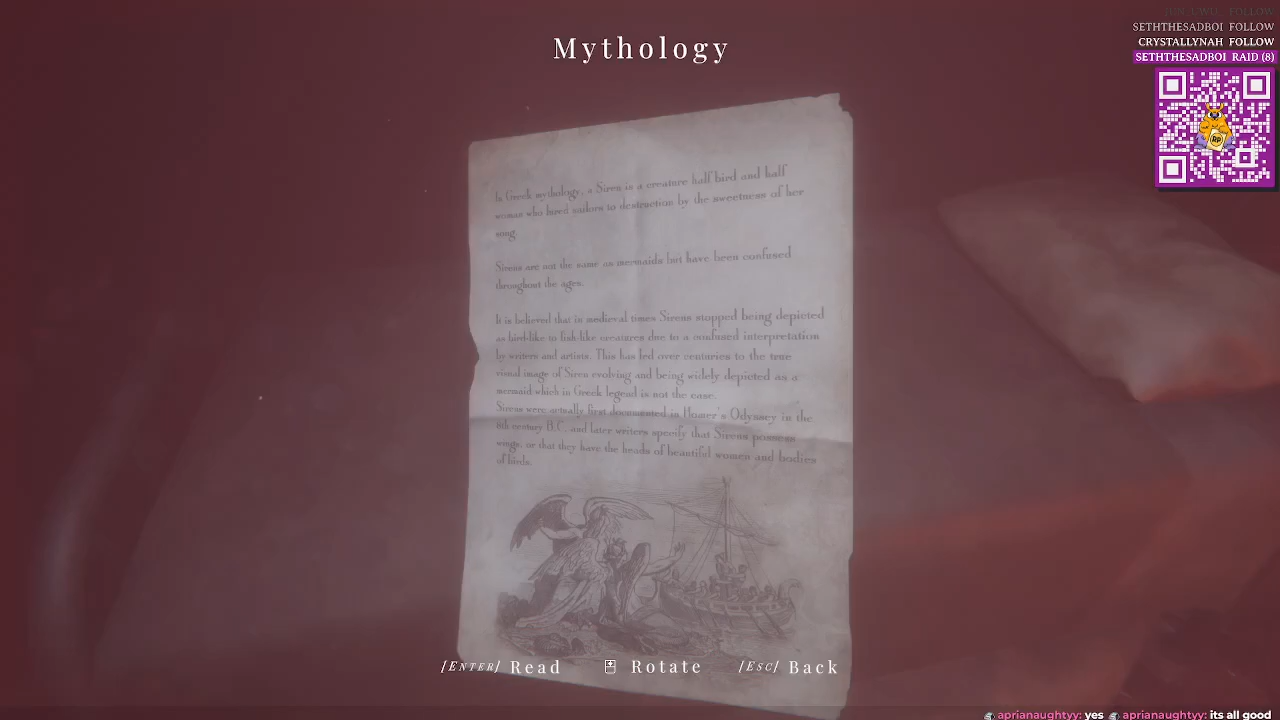 FOLLOW
SETHTHESADBOI FOLLOW
CRYSTALLYNAH FOLLOW
SETHTHESADBOI RAID (8)
Mythology
In Greek mythology, a Siren is a creature half bird and half
woman who lured sailors to destruction by the sweetness of her
song.
Sirens are not the same as mermaids but have been confused
throughout the ages.
It is believed that in medieval times Sirens stopped being depicted
as bird-like to fish-like creatures due to a confused interpretation
by writers and artists. This has led over centuries to the true
visual image of Siren evolving and being widely depicted as a
mermaid which in Greek legend is not the case.
Sirens were actually first documented in Homer's Odyssey in the
8th century B.C. and later writers specify that Sirens possess
wings, or that they have the heads of beautiful women and bodies
of birds.
[ENTER] Read Rotate [ESC] Back
aprianaughtyy: yes aprianaughtyy: its all good